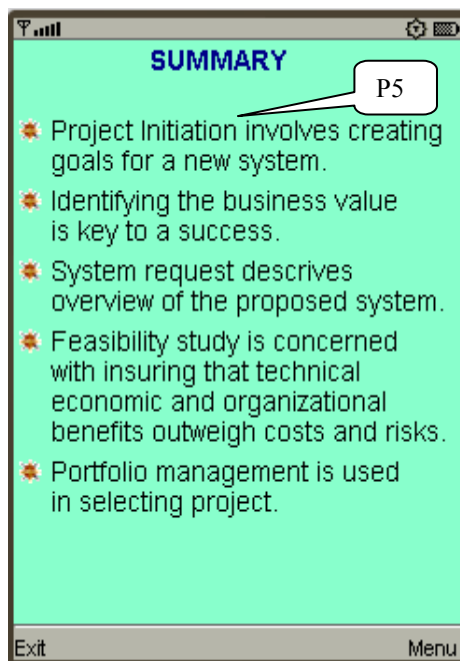 SUMMARY
P5
Project Initiation involves creating
goals for a new system.
Identifying the business value
is key to a success.
System request descrives
overview of the proposed system.
Feasibility study is concerned
with insuring that technical
economic and organizational
benefits outweigh costs and risks.
Portfolio management is used
in selecting project.
Exit
Menu